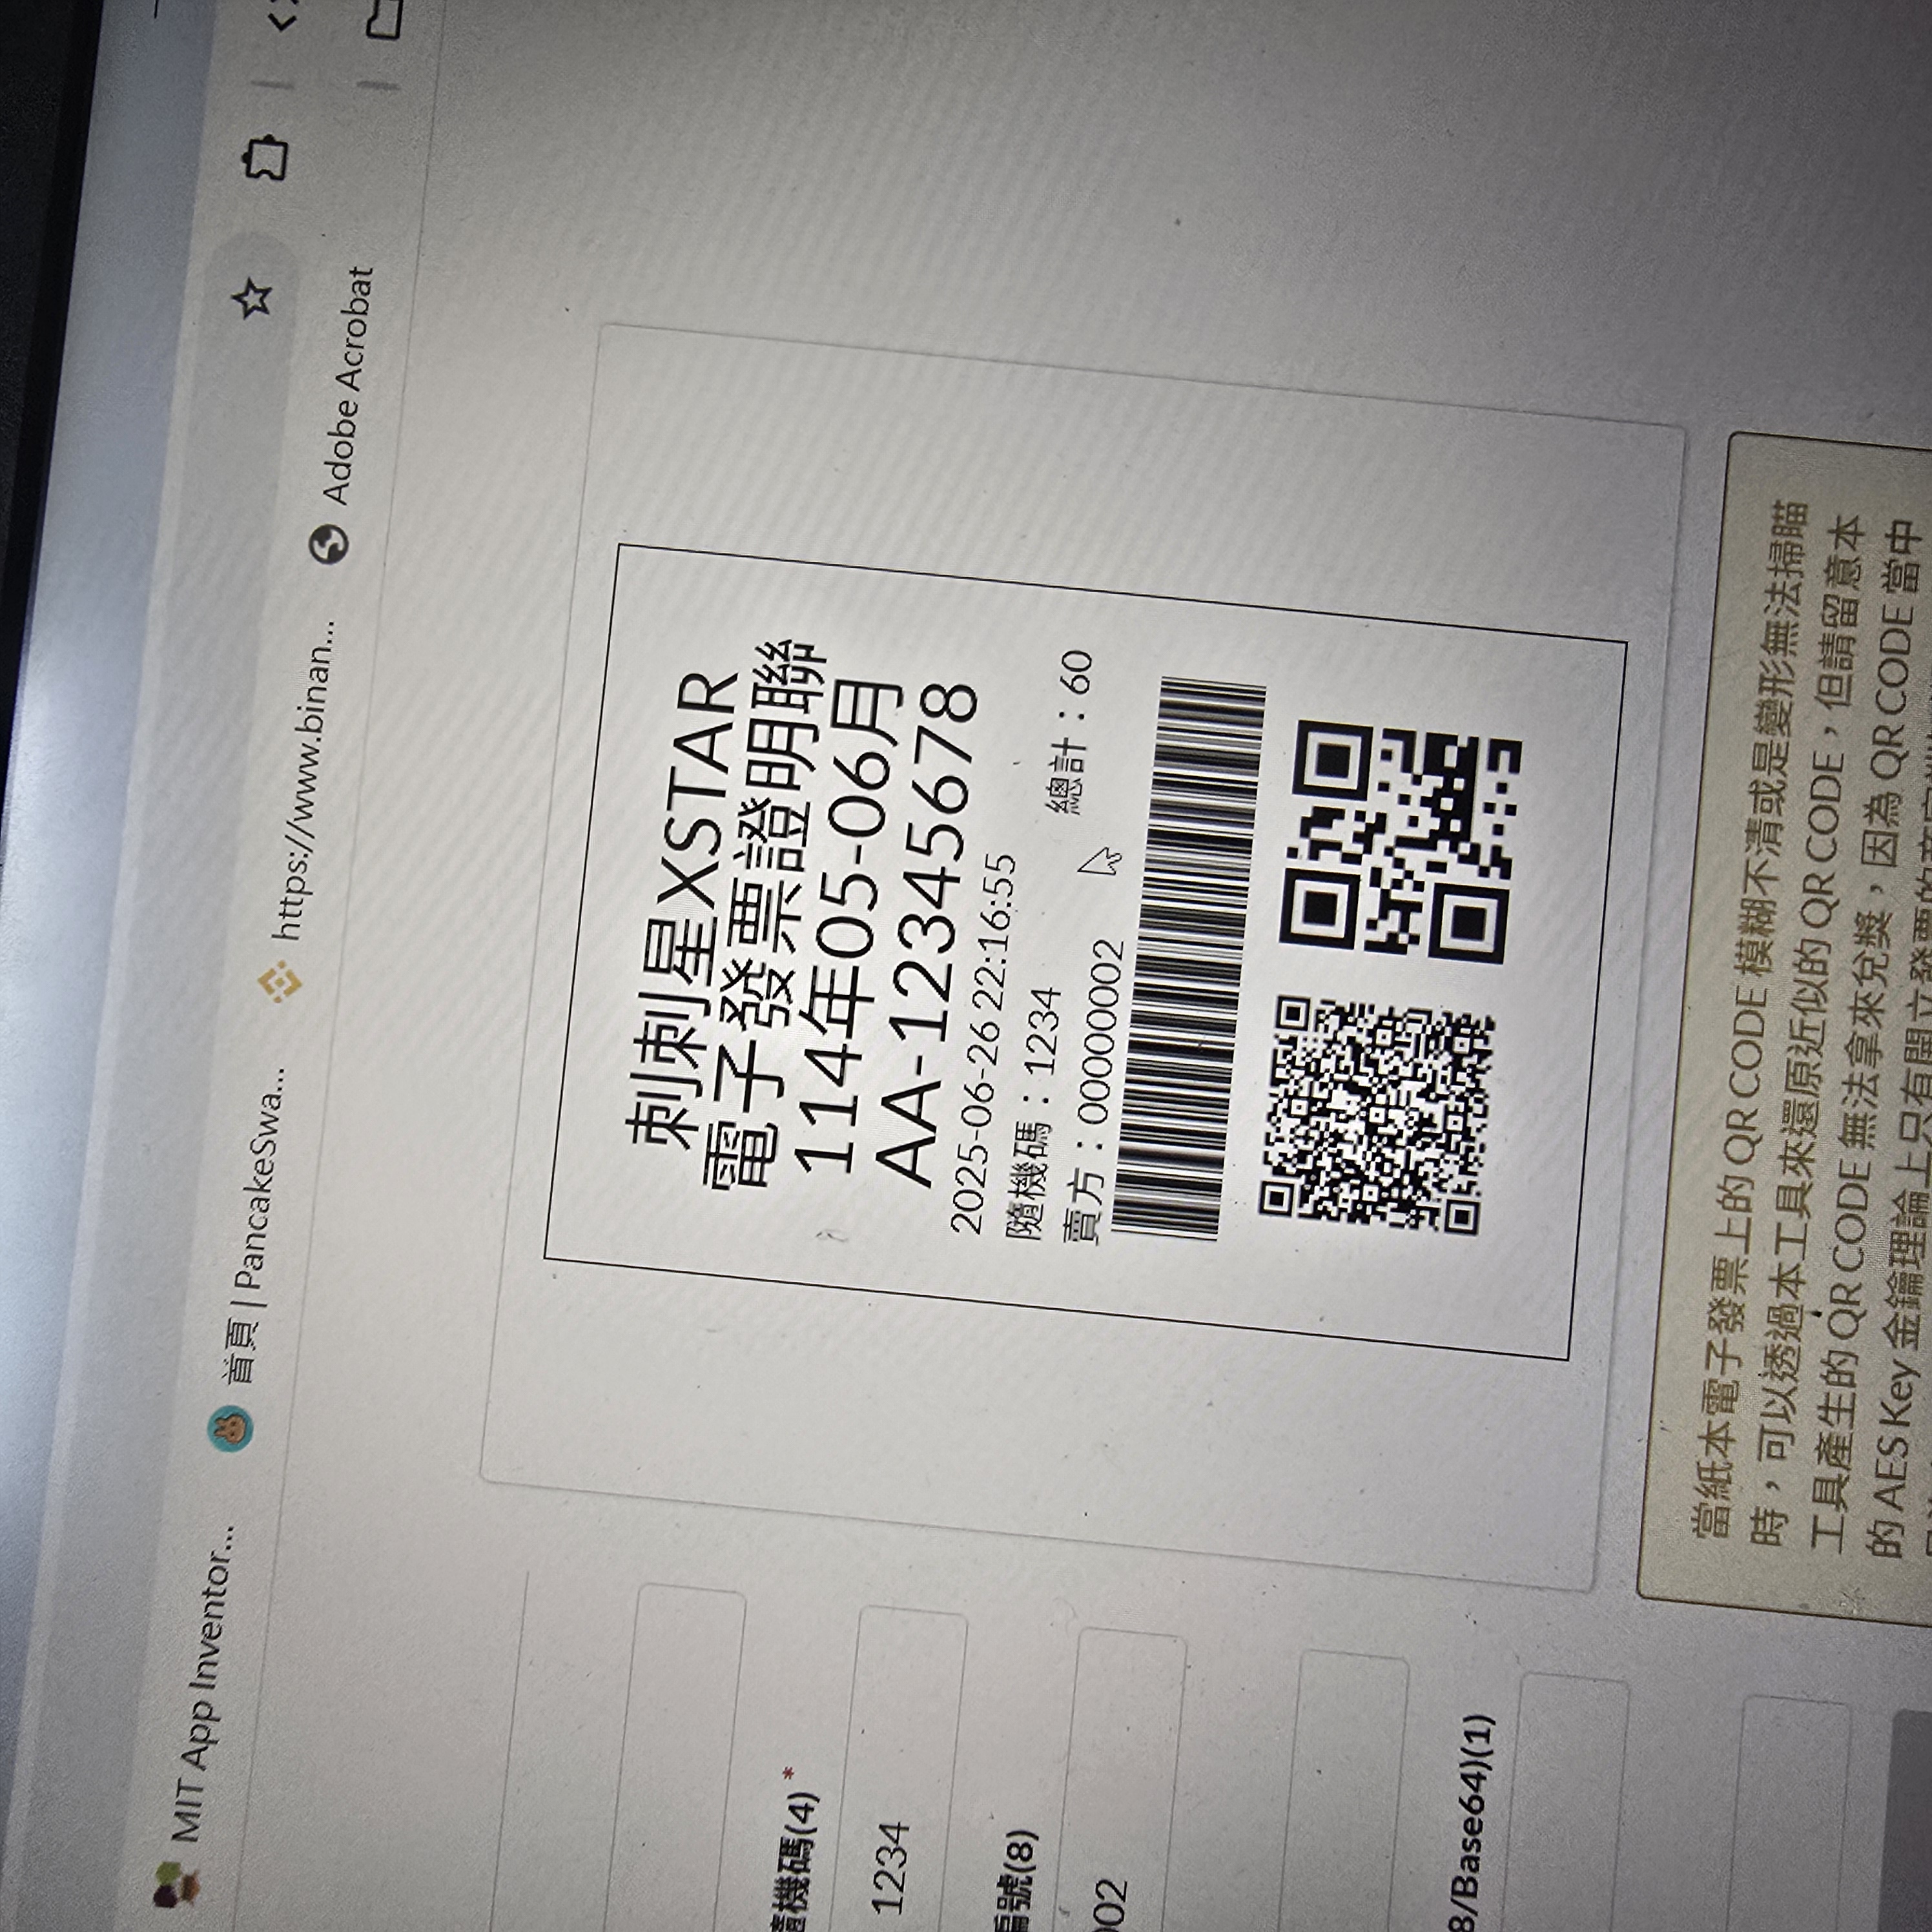 MIT App Inventor...
首頁 | PancakeSwa...
https://www.binan...
Adobe Acrobat
刺刺星XSTAR
電子發票證明聯
114年05-06月
AA-12345678
2025-06-26 22:16:55
隨機碼：1234
總計：60
賣方：00000002
隨機碼(4) *
1234
編號(8)
002
8/Base64)(1)
當紙本電子發票上的 QR CODE 模糊不清或是變形無法掃瞄
時，可以透過本工具來還原近似的 QR CODE，但請留意本
工具產生的 QR CODE 無法拿來兌獎，因為 QR CODE 當中
的 AES Key 金鑰理論上只有開立發票的商家